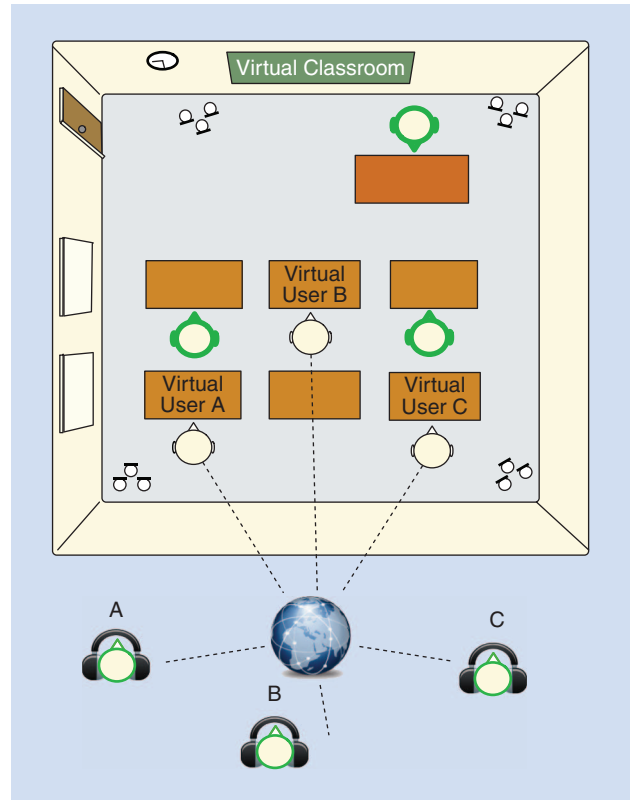 Virtual Classroom
Virtual
User B
Virtual
User A
Virtual
User C
A
C
B